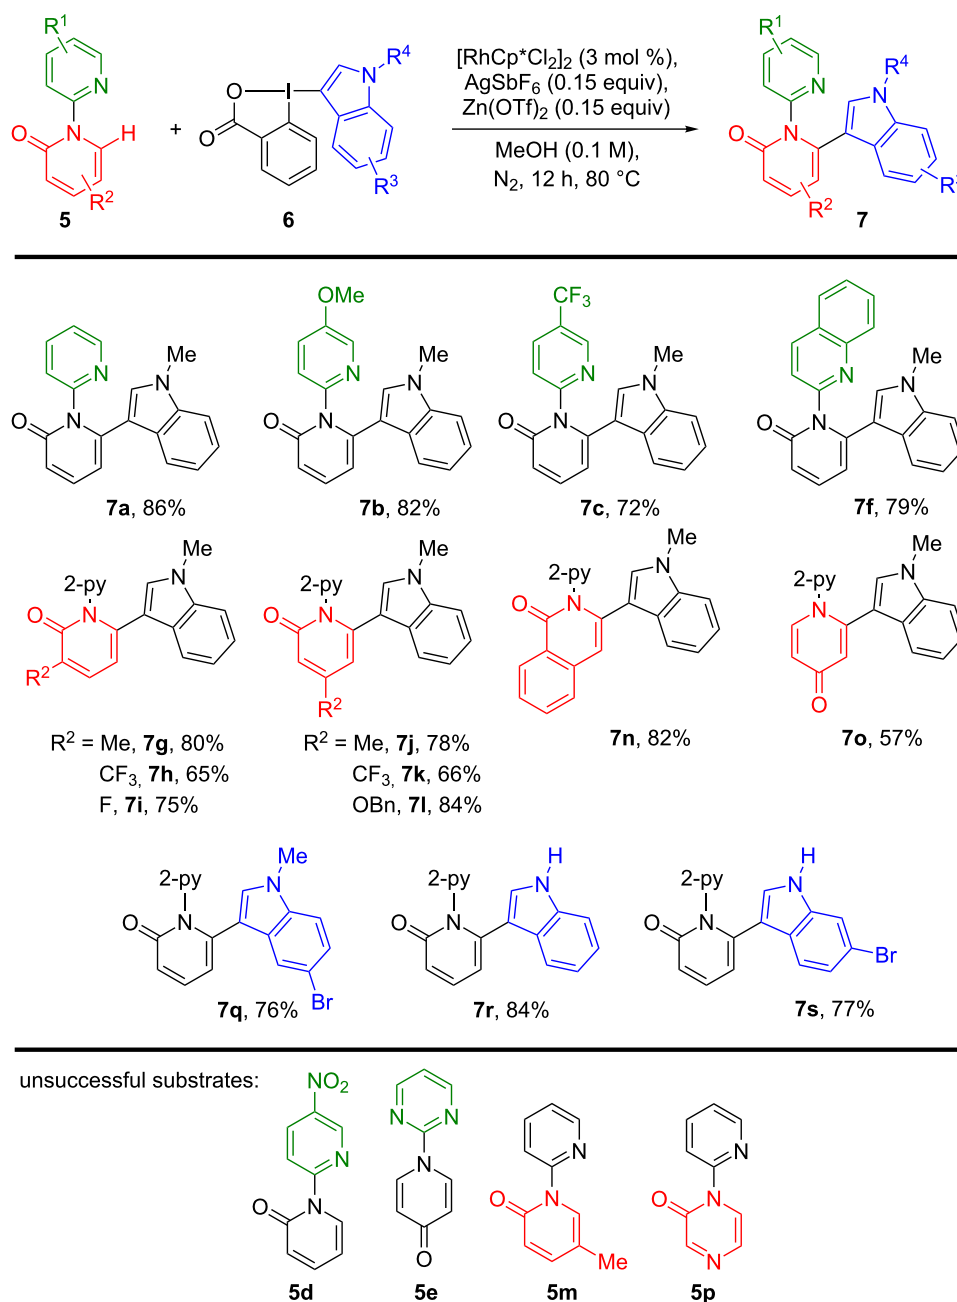 R¹
R⁴
N
N
O
H
R²
5
+
O
I
O
N
R⁴
R³
6
[RhCp*Cl₂]₂ (3 mol %),
AgSbF₆ (0.15 equiv),
Zn(OTf)₂ (0.15 equiv)
MeOH (0.1 M),
N₂, 12 h, 80 °C
R¹
N
N
O
R²
N
R⁴
7
N
N
O
N
Me
7a, 86%
OMe
N
N
O
N
Me
7b, 82%
CF₃
N
N
O
N
Me
7c, 72%
N
N
O
N
Me
7f, 79%
2-py
N
O
R²
N
Me
R² = Me, 7g, 80%
CF₃, 7h, 65%
F, 7i, 75%
2-py
N
O
R²
N
Me
R² = Me, 7j, 78%
CF₃, 7k, 66%
OBn, 7l, 84%
2-py
N
O
N
Me
7n, 82%
2-py
N
O
N
Me
7o, 57%
2-py
N
O
N
Me
Br
7q, 76%
2-py
N
O
N
H
7r, 84%
2-py
N
O
N
H
Br
7s, 77%
unsuccessful substrates:
NO₂
N
N
O
5d
N
N
N
O
5e
N
N
O
Me
5m
N
N
O
N
5p